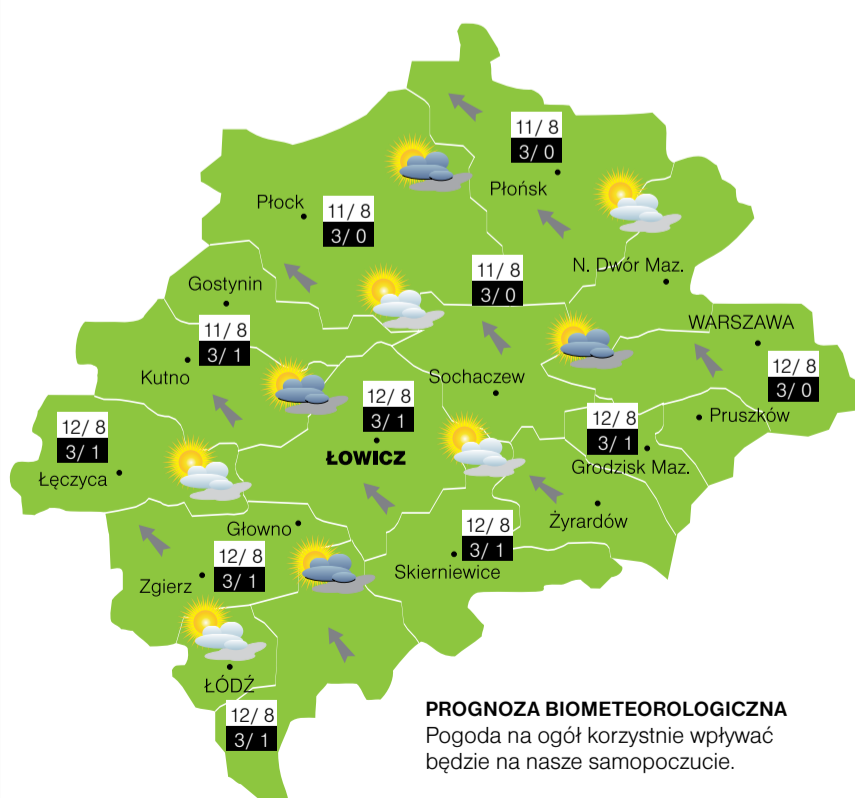 11/ 8
3/ 0
Płońsk
Płock
11/ 8
3/ 0
N. Dwór Maz.
11/ 8
3/ 0
Gostynin
WARSZAWA
11/ 8
3/ 1
Kutno
12/ 8
3/ 0
Sochaczew
12/ 8
3/ 1
ŁOWICZ
Pruszków
12/ 8
3/ 1
Grodzisk Maz.
12/ 8
3/ 1
Łęczyca
Żyrardów
Głowno
12/ 8
3/ 1
Skierniewice
12/ 8
3/ 1
Zgierz
ŁÓDŹ
12/ 8
3/ 1
PROGNOZA BIOMETEOROLOGICZNA
Pogoda na ogół korzystnie wpływać
będzie na nasze samopoczucie.